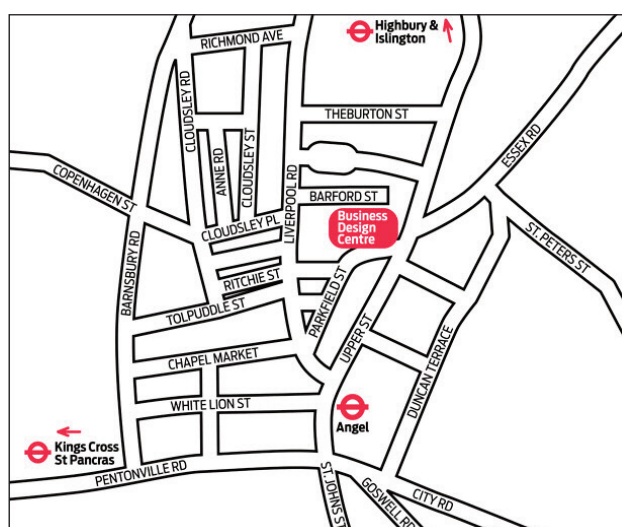 Highbury &
Islington
RICHMOND AVE
CLOUDSLEY RD
THEBURTON ST
ESSEX RD
ANNE RD
CLOUDSLEY ST
LIVERPOOL RD
COPENHAGEN ST
BARFORD ST
Business
Design
Centre
CLOUDSLEY PL
ST. PETERS ST
BARNSBURY RD
RITCHIE ST
PARKFIELD ST
TOLPUDDLE ST
UPPER ST
DUNCAN TERRACE
CHAPEL MARKET
WHITE LION ST
Angel
Kings Cross
St Pancras
PENTONVILLE RD
ST. JOHNS ST
GOSWELL RD
CITY RD